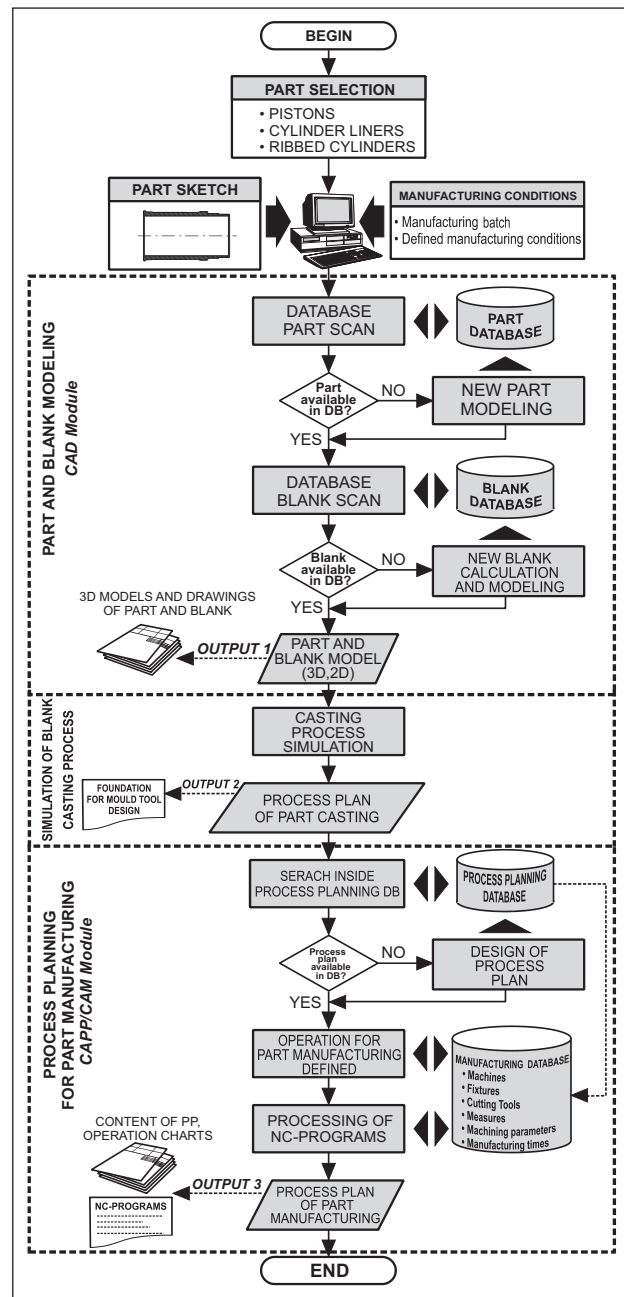 BEGIN
PART SELECTION
• PISTONS
• CYLINDER LINERS
• RIBBED CYLINDERS
PART SKETCH
MANUFACTURING CONDITIONS
• Manufacturing batch
• Defined manufacturing conditions
PART AND BLANK MODELING
CAD Module
DATABASE
PART SCAN
PART
DATABASE
Part
available
in DB?
NO
NEW PART
MODELING
YES
DATABASE
BLANK SCAN
BLANK
DATABASE
Blank
available
in DB?
NO
NEW BLANK
CALCULATION
AND MODELING
YES
3D MODELS AND DRAWINGS
OF PART AND BLANK
OUTPUT 1
PART AND
BLANK MODEL
(3D,2D)
SIMULATION OF BLANK
CASTING PROCESS
CASTING
PROCESS
SIMULATION
OUTPUT 2
FOUNDATION
FOR MOULD TOOL
DESIGN
PROCESS PLAN
OF PART CASTING
PROCESS PLANNING
FOR PART MANUFACTURING
CAPP/CAM Module
SERACH INSIDE
PROCESS PLANNING DB
PROCESS PLANNING
DATABASE
Process
plan
available
in DB?
NO
DESIGN OF
PROCESS
PLAN
YES
OPERATION FOR
PART MANUFACTURING
DEFINED
MANUFACTURING DATABASE
• Machines
• Fixtures
• Cutting Tools
• Measures
• Machining parameters
• Manufacturing times
PROCESSING OF
NC-PROGRAMS
CONTENT OF PP,
OPERATION CHARTS
OUTPUT 3
NC-PROGRAMS
PROCESS PLAN
OF PART
MANUFACTURING
END